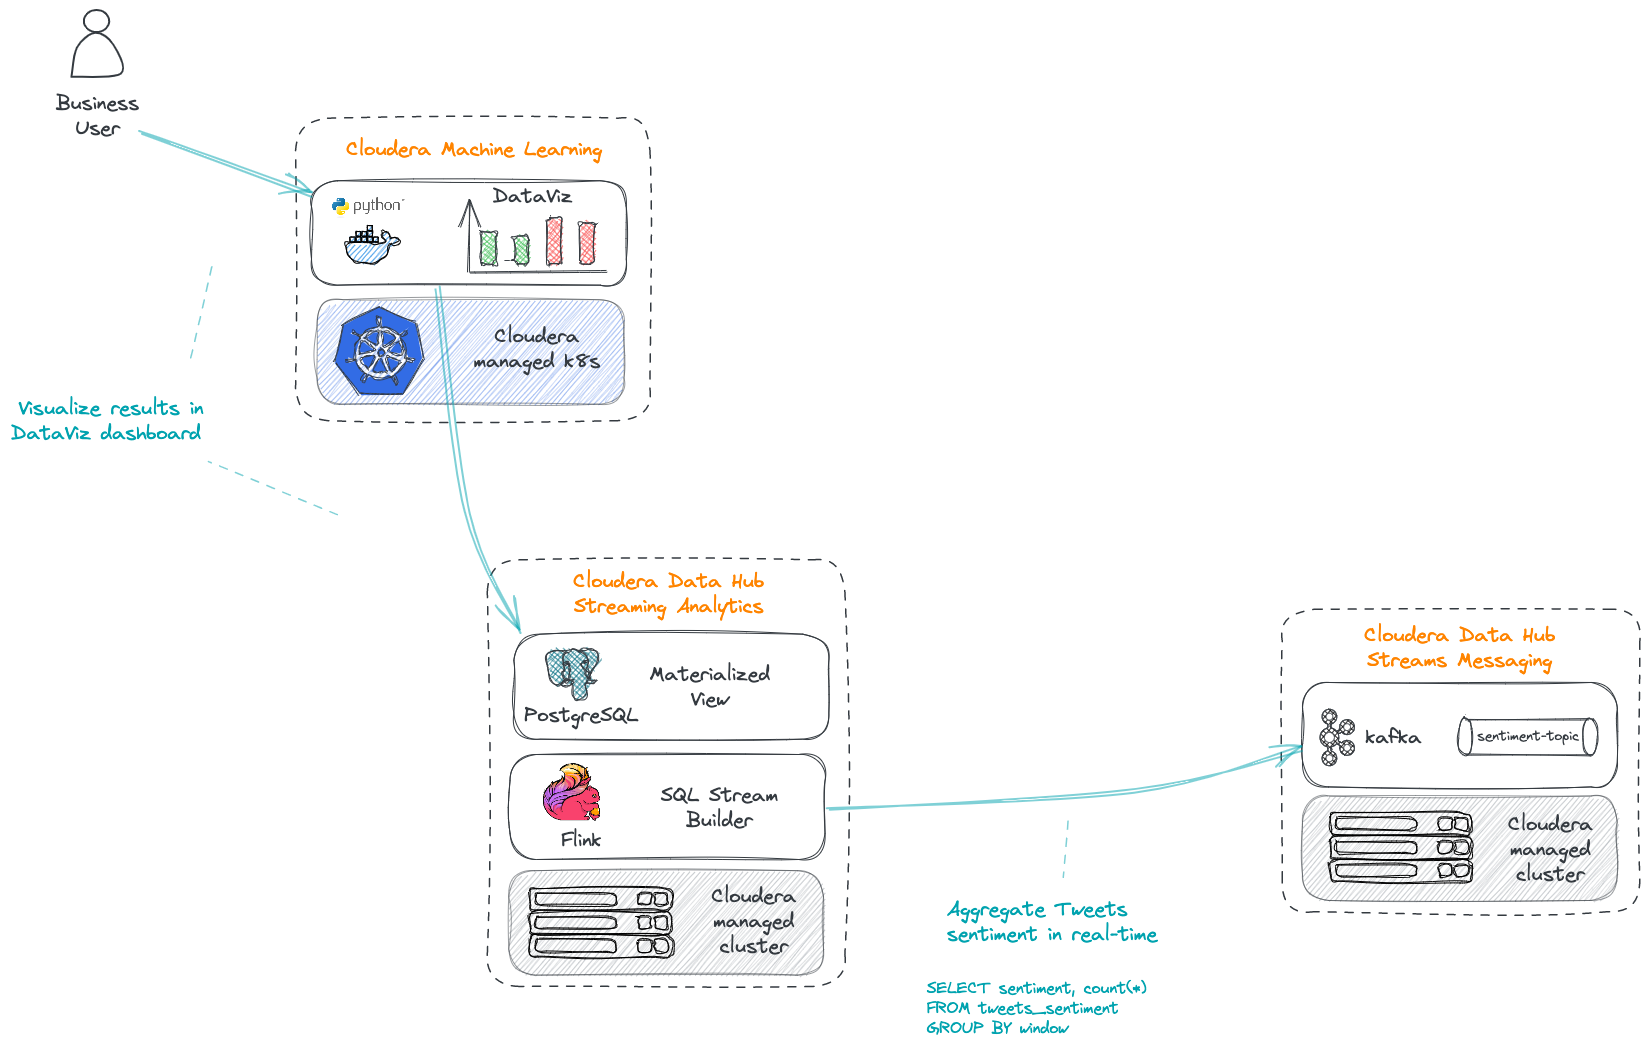 Business
User
Cloudera Machine Learning
python
DataViz
Cloudera
managed k8s
Visualize results in
DataViz dashboard
Cloudera Data Hub
Streaming Analytics
PostgreSQL
Materialized
View
Flink
SQL Stream
Builder
Cloudera
managed
cluster
Aggregate Tweets
sentiment in real-time
SELECT sentiment, count(*)
FROM tweets_sentiment
GROUP BY window
Cloudera Data Hub
Streams Messaging
kafka
sentiment-topic
Cloudera
managed
cluster